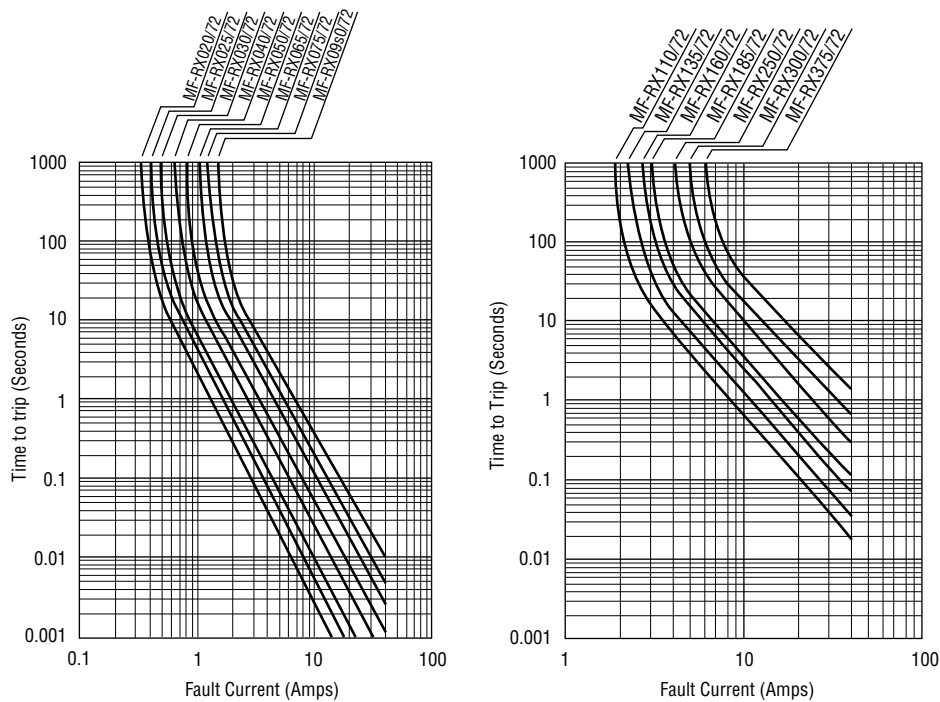 MF-RX020/72
MF-RX025/72
MF-RX030/72
MF-RX040/72
MF-RX050/72
MF-RX065/72
MF-RX075/72
MF-RX09s0/72
1000
100
10
1
0.1
0.01
0.001
Time to trip (Seconds)
0.1
1
10
100
Fault Current (Amps)
MF-RX110/72
MF-RX135/72
MF-RX160/72
MF-RX185/72
MF-RX250/72
MF-RX300/72
MF-RX375/72
1000
100
10
1
0.1
0.01
0.001
Time to Trip (Seconds)
1
10
100
Fault Current (Amps)